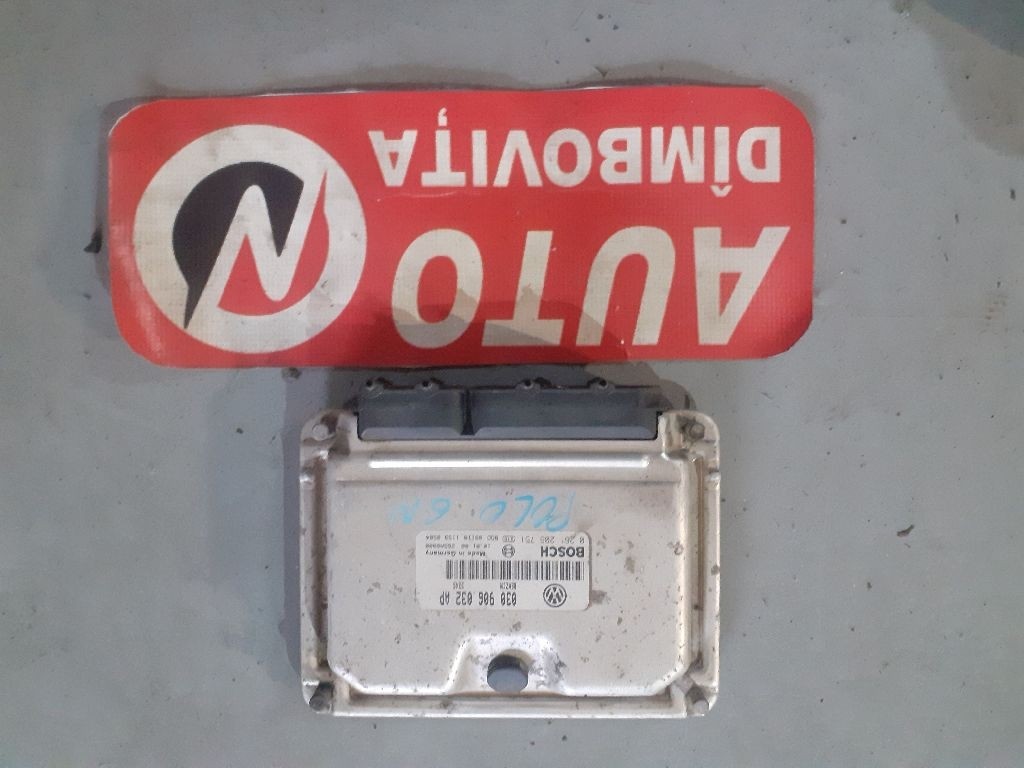 AUTO
DÎMBOVIȚA
030 906 032 AP
BOSCH
Made in Germany
0 261 206 751
POLO 6N